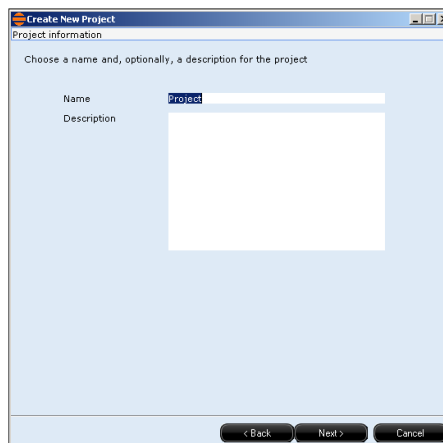 Create New Project
Project information
Choose a name and, optionally, a description for the project
Name
Project
Description
< Back
Next >
Cancel